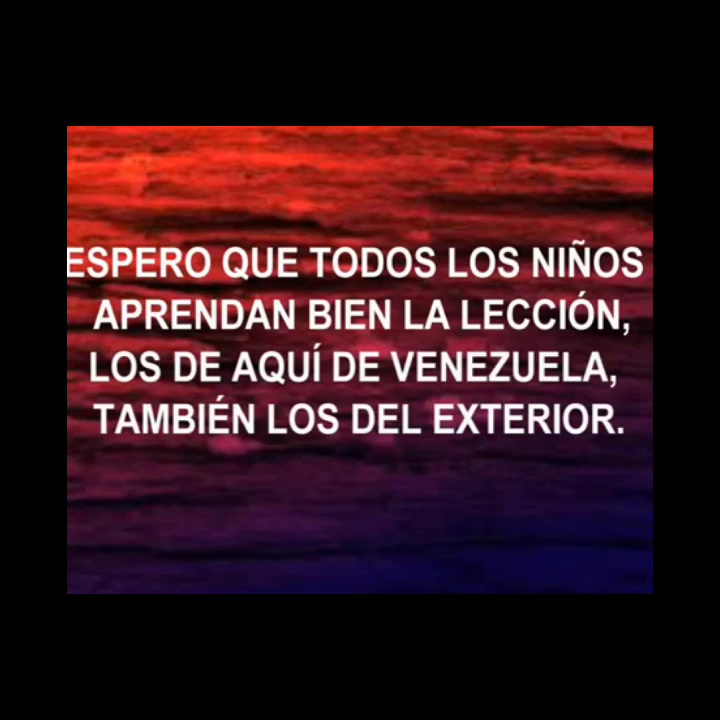 ESPERO QUE TODOS LOS NIÑOS
APRENDAN BIEN LA LECCIÓN,
LOS DE AQUÍ DE VENEZUELA,
TAMBIÉN LOS DEL EXTERIOR.